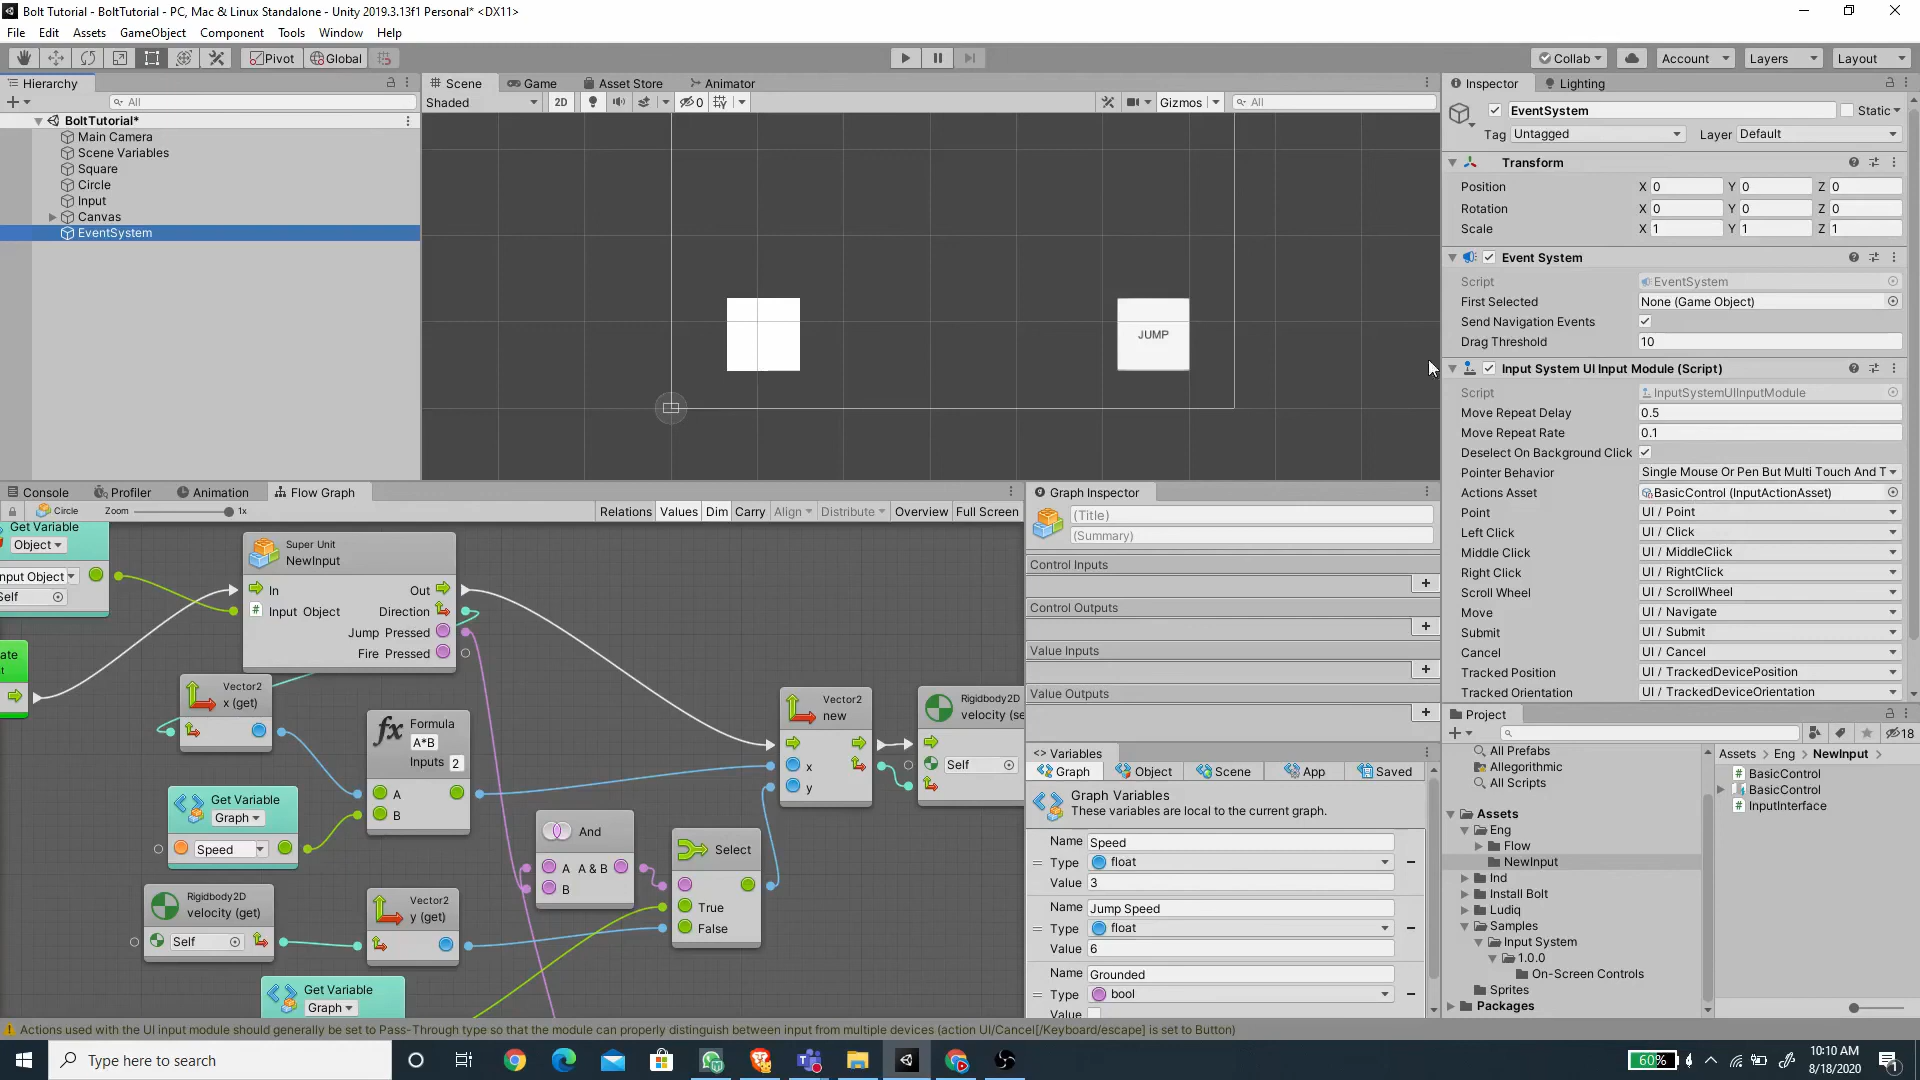 Bolt Tutorial - BoltTutorial - PC, Mac & Linux Standalone - Unity 2019.3.13f1 Personal* <DX11>
File Edit Assets GameObject Component Tools Window Help
Pivot Global Collab Account Layers Layout
Hierarchy
All
BoltTutorial*
Main Camera
Scene Variables
Square
Circle
Input
Canvas
EventSystem
Scene Game Asset Store Animator
Shaded 2D 0 Gizmos All
JUMP
Inspector Lighting
EventSystem Static
Tag Untagged Layer Default
Transform
Position X 0 Y 0 Z 0
Rotation X 0 Y 0 Z 0
Scale X 1 Y 1 Z 1
Event System
Script EventSystem
First Selected None (Game Object)
Send Navigation Events
Drag Threshold 10
Input System UI Input Module (Script)
Script InputSystemUIInputModule
Move Repeat Delay 0.5
Move Repeat Rate 0.1
Deselect On Background Click
Pointer Behavior Single Mouse Or Pen But Multi Touch And T
Actions Asset BasicControl (InputActionAsset)
Point UI / Point
Left Click UI / Click
Middle Click UI / MiddleClick
Right Click UI / RightClick
Scroll Wheel UI / ScrollWheel
Move UI / Navigate
Submit UI / Submit
Cancel UI / Cancel
Tracked Position UI / TrackedDevicePosition
Tracked Orientation UI / TrackedDeviceOrientation
Console Profiler Animation Flow Graph
Circle Zoom 1x Relations Values Dim Carry Align Distribute Overview Full Screen
Get Variable
Object
nput Object
Self
ate
t
Super Unit
NewInput
In Out
Input Object Direction
Jump Pressed
Fire Pressed
Vector2
x (get)
Formula
A*B
Inputs 2
A
B
Get Variable
Graph
Speed
Rigidbody2D
velocity (get)
Self
Vector2
y (get)
Get Variable
Graph
And
A A & B
B
Select
True
False
Vector2
new
x
y
Rigidbody2D
velocity (se
Self
Graph Inspector
(Title)
(Summary)
Control Inputs
Control Outputs
Value Inputs
Value Outputs
<> Variables
Graph Object Scene App Saved
Graph Variables
These variables are local to the current graph.
Name Speed
Type float
Value 3
Name Jump Speed
Type float
Value 6
Name Grounded
Type bool
Value
Project
18
All Prefabs
Allegorithmic
All Scripts
Assets
Eng
Flow
NewInput
Ind
Install Bolt
Ludiq
Samples
Input System
1.0.0
On-Screen Controls
Sprites
Packages
Assets > Eng > NewInput >
BasicControl
BasicControl
InputInterface
Actions used with the UI input module should generally be set to Pass-Through type so that the module can properly distinguish between input from multiple devices (action UI/Cancel[/Keyboard/escape] is set to Button)
Type here to search
60%
10:10 AM
8/18/2020
1